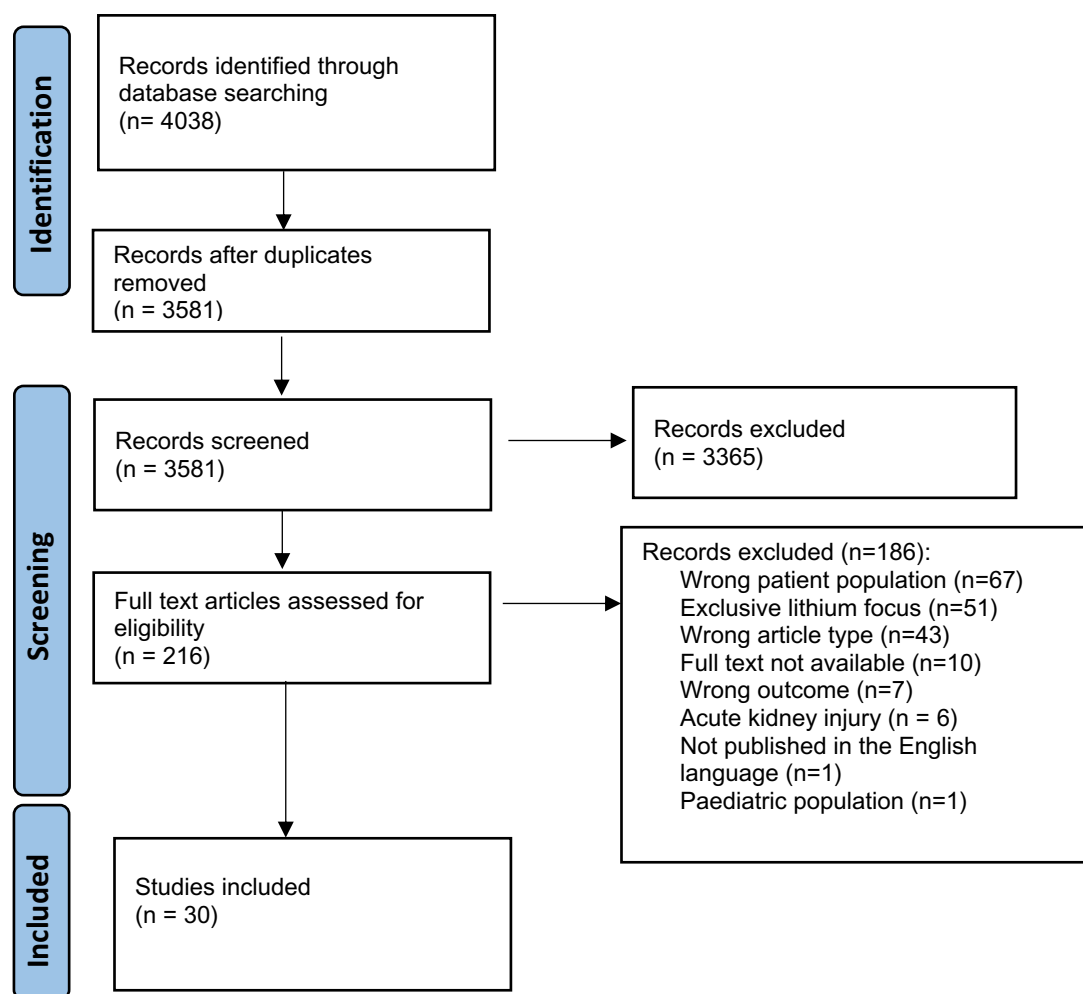 Identification
Records identified through
database searching
(n= 4038)
Records after duplicates
removed
(n = 3581)
Screening
Records screened
(n = 3581)
Records excluded
(n = 3365)
Full text articles assessed for
eligibility
(n = 216)
Records excluded (n=186):
Wrong patient population (n=67)
Exclusive lithium focus (n=51)
Wrong article type (n=43)
Full text not available (n=10)
Wrong outcome (n=7)
Acute kidney injury (n = 6)
Not published in the English
language (n=1)
Paediatric population (n=1)
Included
Studies included
(n = 30)